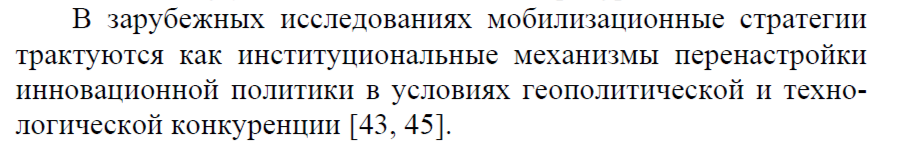 В зарубежных исследованиях мобилизационные стратегии
трактуются как институциональные механизмы перенастройки
инновационной политики в условиях геополитической и техно-
логической конкуренции [43, 45].